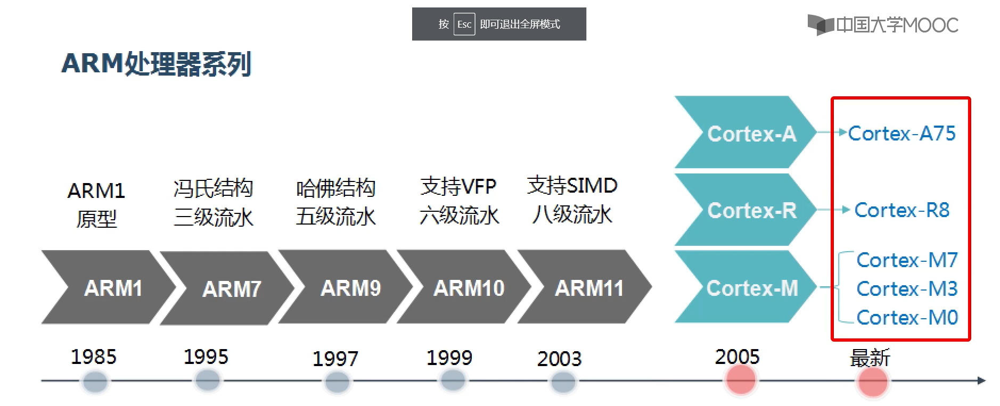 按 Esc 即可退出全屏模式
中国大学MOOC
ARM处理器系列
Cortex-A
Cortex-A75
Cortex-R
Cortex-R8
ARM1
原型
冯氏结构
三级流水
哈佛结构
五级流水
支持VFP
六级流水
支持SIMD
八级流水
ARM1
ARM7
ARM9
ARM10
ARM11
Cortex-M
Cortex-M7
Cortex-M3
Cortex-M0
1985
1995
1997
1999
2003
2005
最新